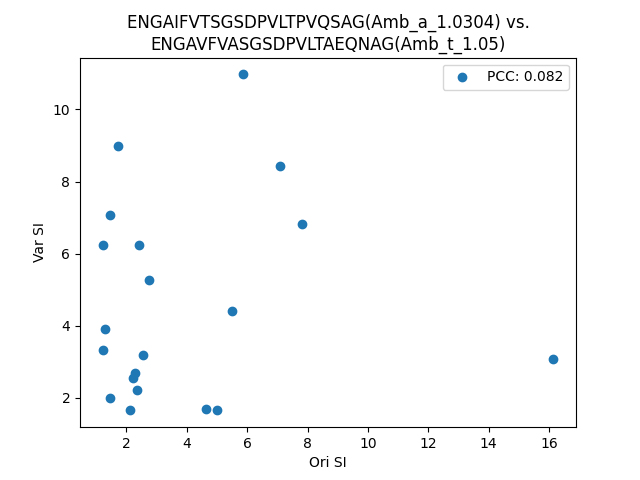 ENGAIFVTSGSDPVLTPVQSAG(Amb_a_1.0304) vs.
ENGAVFVASGSDPVLTAEQNAG(Amb_t_1.05)
PCC: 0.082
10
8
6
4
2
Var SI
2 4 6 8 10 12 14 16
Ori SI